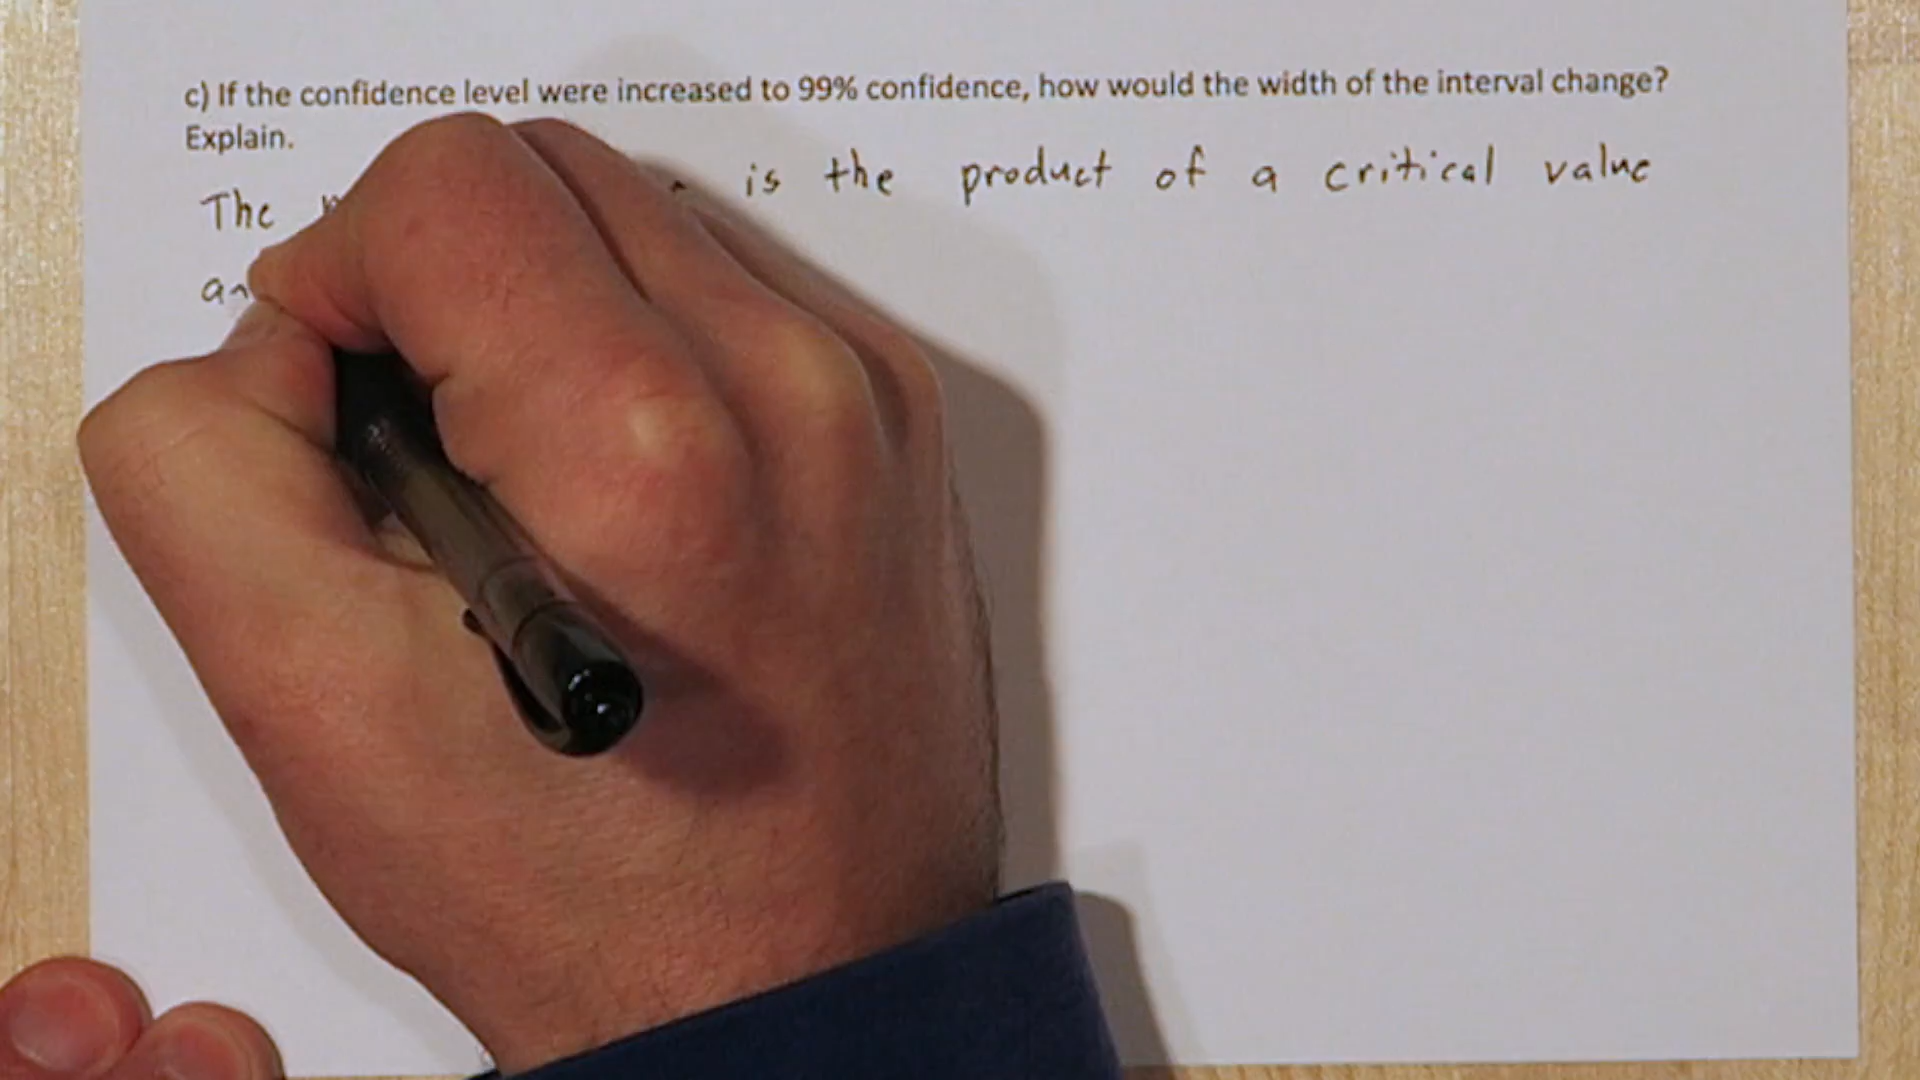 c) If the confidence level were increased to 99% confidence, how would the width of the interval change?
Explain.
The is the product of a critical value